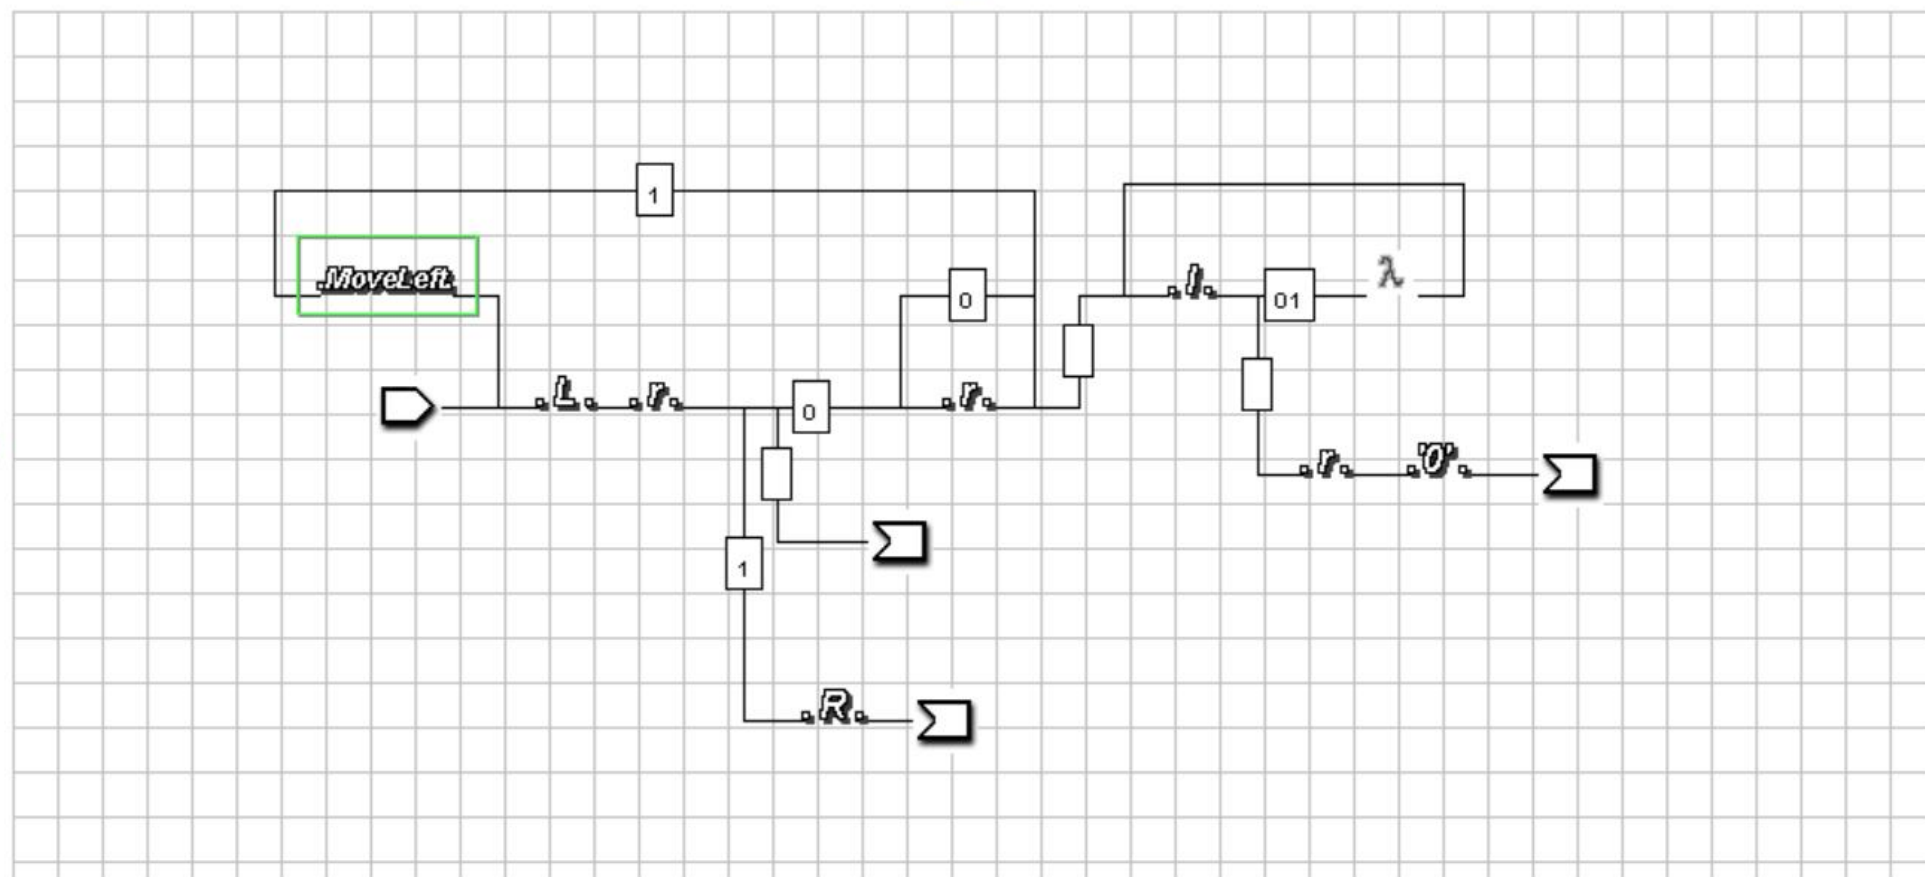 1
.MoveLeft.
0
.l.
01
λ
.L. .r.
0
.r.
.r. .'0'.
1
.R.